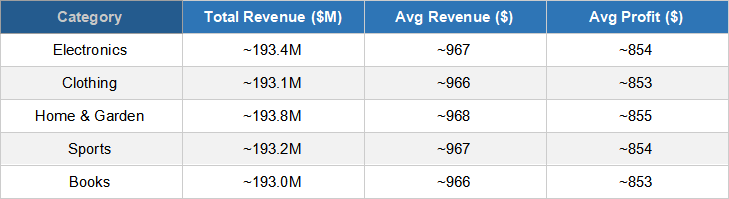 Category Total Revenue ($M) Avg Revenue ($) Avg Profit ($)
Electronics ~193.4M ~967 ~854
Clothing ~193.1M ~966 ~853
Home & Garden ~193.8M ~968 ~855
Sports ~193.2M ~967 ~854
Books ~193.0M ~966 ~853